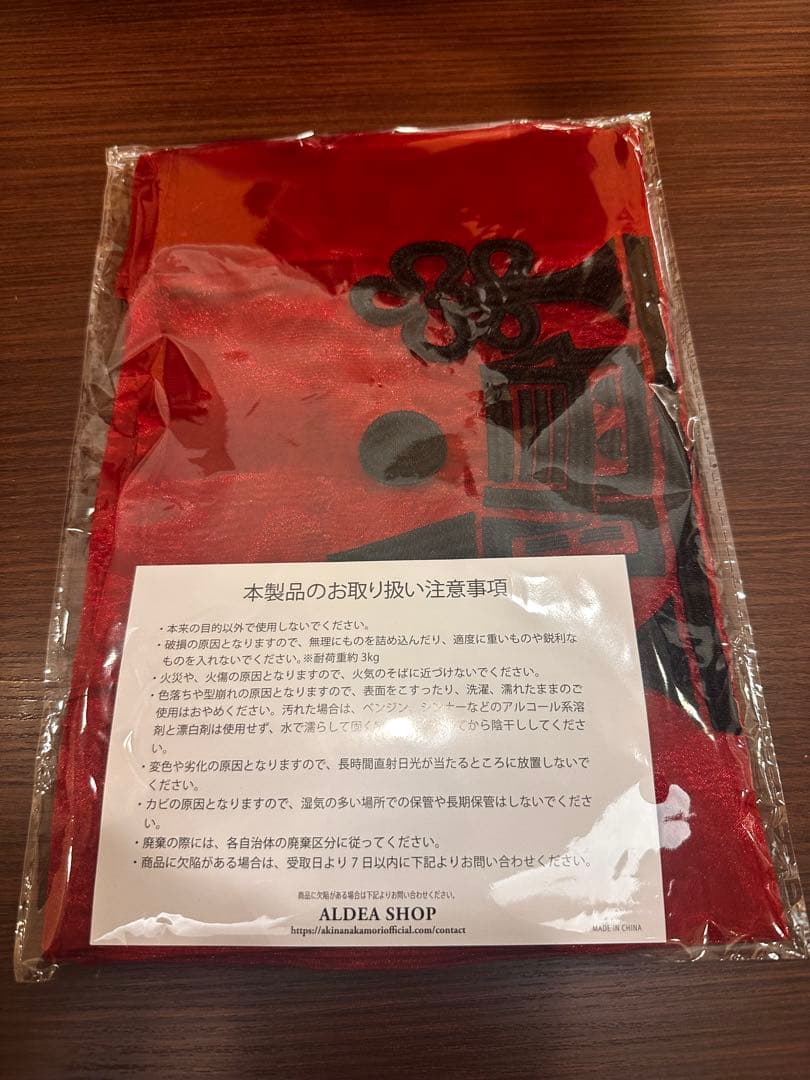 本製品のお取り扱い注意事項
・本来の目的以外で使用しないでください。
・破損の原因となりますので、無理にものを詰め込んだり、適度に重いものや鋭利な
ものを入れないでください。※耐荷重約 3kg
・火災や、火傷の原因となりますので、火気のそばに近づけないでください。
・色落ちや型崩れの原因となりますので、表面をこすったり、洗濯、濡れたままのご
使用はおやめください。汚れた場合は、ベンジン、シンナーなどのアルコール系溶
剤と漂白剤は使用せず、水で濡らして固く てから陰干ししてくださ
い。
・変色や劣化の原因となりますので、長時間直射日光が当たるところに放置しないで
ください。
・カビの原因となりますので、湿気の多い場所での保管や長期保管はしないでくださ
い。
・廃棄の際には、各自治体の廃棄区分に従ってください。
・商品に欠陥がある場合は、受取日より 7 日以内に下記よりお問い合わせください。
商品に欠陥がある場合は下記よりお問い合わせください。
ALDEA SHOP
https://akinanakamoriofficial.com/contact
MADE IN CHINA